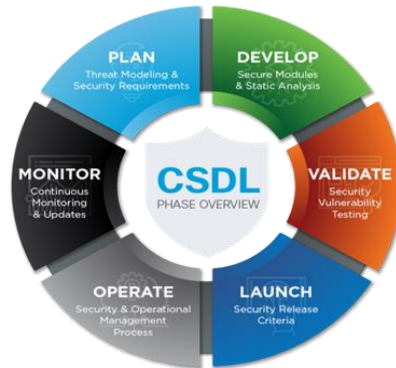 PLAN
Threat Modeling &
Security Requirements
DEVELOP
Secure Modules
& Static Analysis
VALIDATE
Security
Vulnerability
Testing
LAUNCH
Security Release
Criteria
OPERATE
Security & Operational
Management
Process
MONITOR
Continuous
Monitoring
& Updates
CSDL
PHASE OVERVIEW